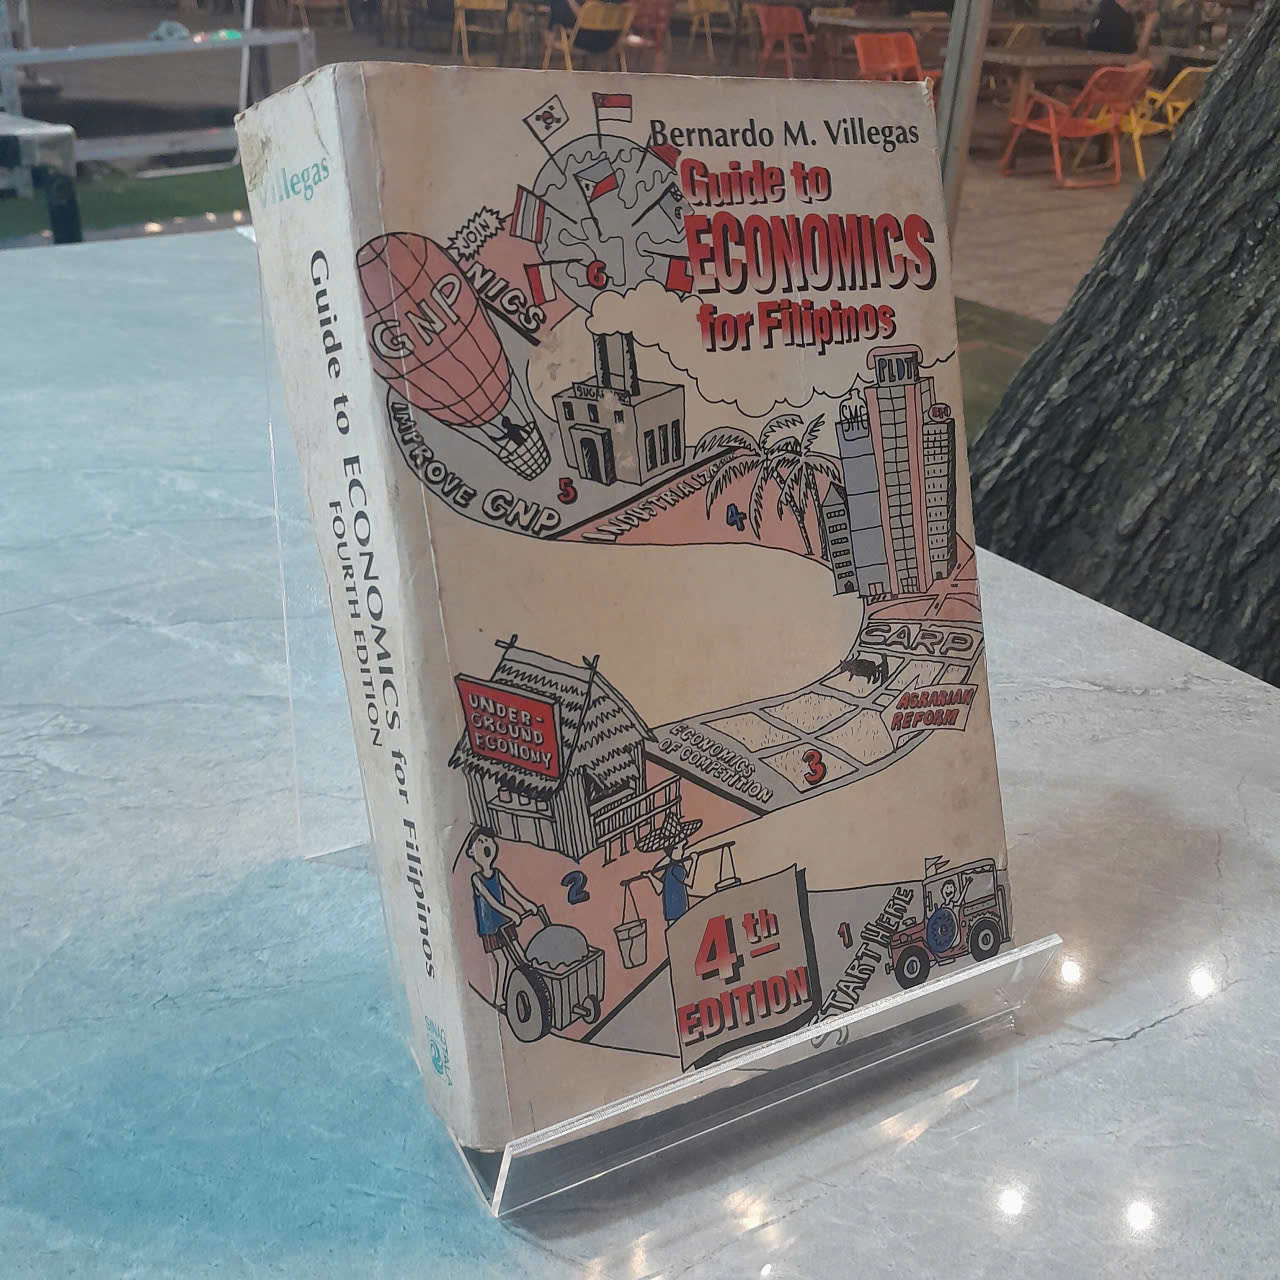 Bernardo M. Villegas
Guide to
ECONOMICS
for Filipinos
JOIN
NICS
6
GNP
IMPROVE GNP
5
INDUSTRIALIZ
4
PLDT
SMC
CARP
AGRARIAN
REFORM
ECONOMICS
OF COMPETITION
3
UNDER-
GROUND
ECONOMY
2
4th
EDITION
1
START HERE
Villegas
Guide to ECONOMICS for Filipinos
FOURTH EDITION